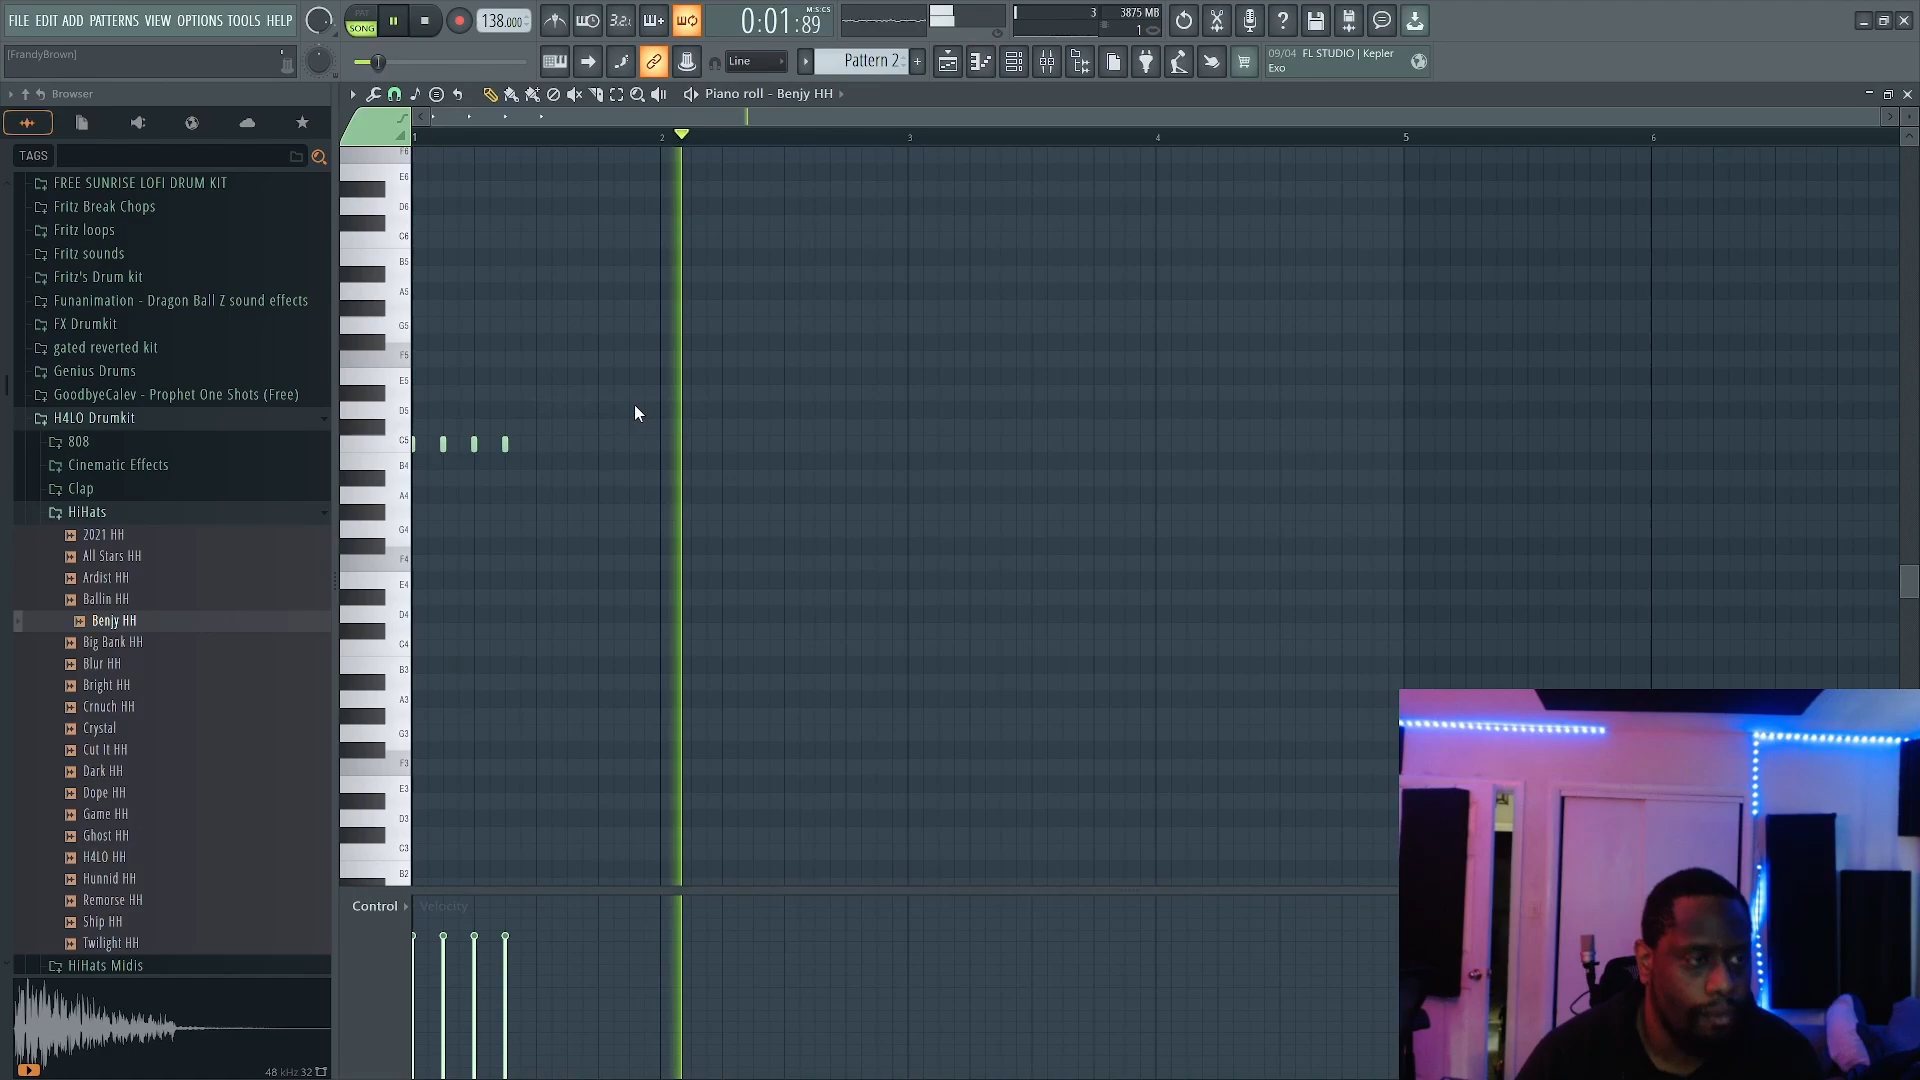 FILE EDIT ADD PATTERNS VIEW OPTIONS TOOLS HELP
PAT
SONG
138.000
3.2.
0:01:89
M:S:CS
3
3875 MB
1
[FrandyBrown]
Line
Pattern 2
09/04 FL STUDIO | Kepler
Exo
Browser
Piano roll - Benjy HH
TAGS
1
2
3
4
5
6
FREE SUNRISE LOFI DRUM KIT
Fritz Break Chops
Fritz loops
Fritz sounds
Fritz's Drum kit
Funanimation - Dragon Ball Z sound effects
FX Drumkit
gated reverted kit
Genius Drums
GoodbyeCalev - Prophet One Shots (Free)
H4LO Drumkit
808
Cinematic Effects
Clap
HiHats
2021 HH
All Stars HH
Ardist HH
Ballin HH
Benjy HH
Big Bank HH
Blur HH
Bright HH
Crnuch HH
Crystal
Cut It HH
Dark HH
Dope HH
Game HH
Ghost HH
H4LO HH
Hunnid HH
Remorse HH
Ship HH
Twilight HH
HiHats Midis
48 kHz 32
F6
E6
D6
C6
B5
A5
G5
F5
E5
D5
C5
B4
A4
G4
F4
E4
D4
C4
B3
A3
G3
F3
E3
D3
C3
B2
Control
Velocity